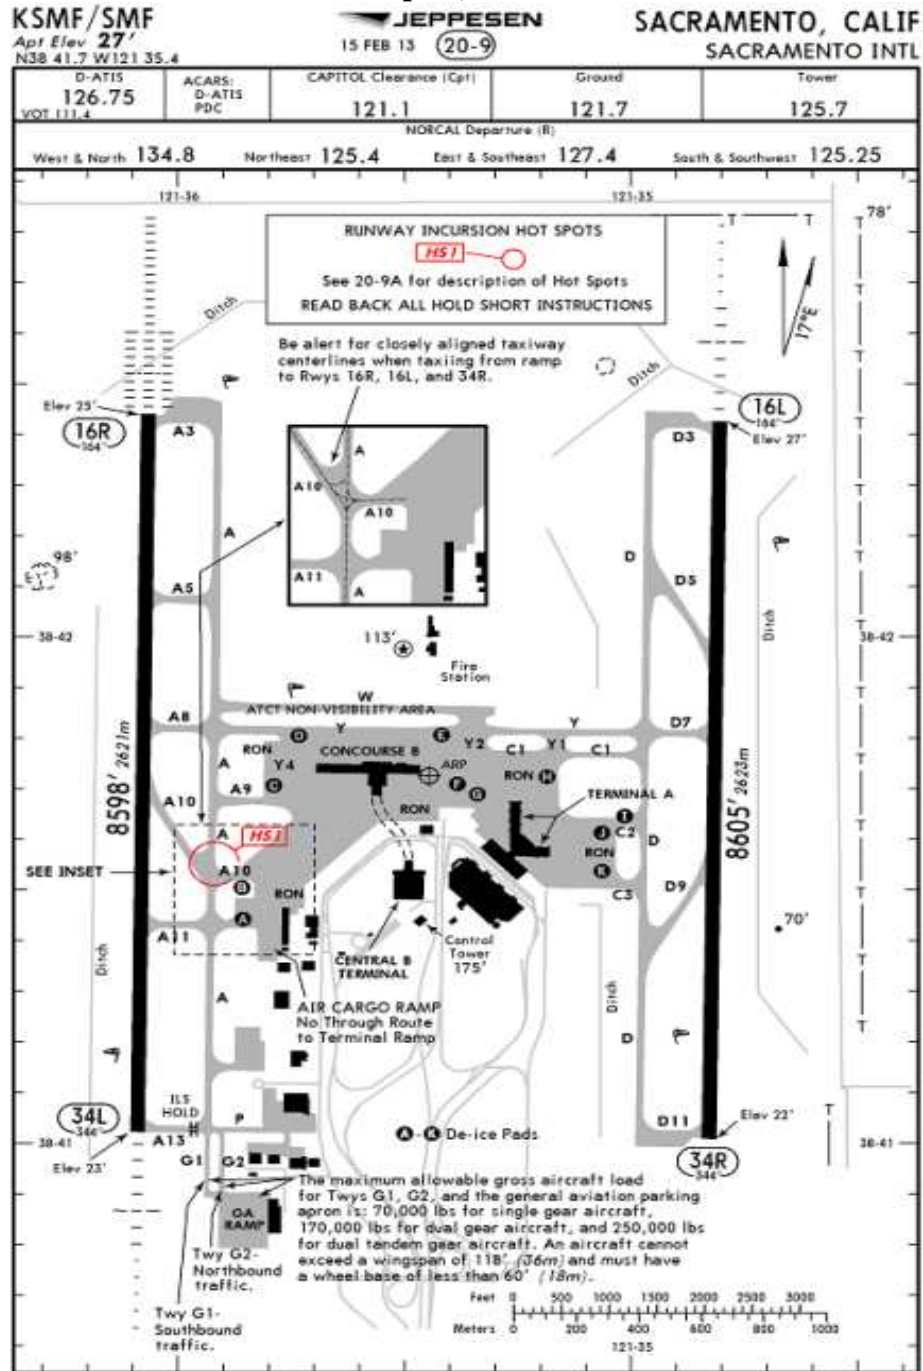 KSMF/SMF
Apt Elev 27'
N38 41.7 W121 35.4
JEPPESEN
15 FEB 13 20-9
SACRAMENTO, CALIF
SACRAMENTO INTL
D-ATIS
126.75
VOT 111.4
ACARS:
D-ATIS
PDC
CAPITOL Clearance (Cpt)
121.1
Ground
121.7
Tower
125.7
NORCAL Departure (R)
West & North 134.8 Northeast 125.4 East & Southeast 127.4 South & Southwest 125.25
121-36
121-35
78'
RUNWAY INCURSION HOT SPOTS
HS1
See 20-9A for description of Hot Spots
READ BACK ALL HOLD SHORT INSTRUCTIONS
17°E
Ditch
Be alert for closely aligned taxiway
centerlines when taxiing from ramp
to Rwys 16R, 16L, and 34R.
Ditch
Elev 25'
16R
164°
A3
16L
164°
Elev 27'
D3
A
A10
A10
A11
A
A
D
98'
A5
D5
Ditch
38-42
113'
Fire
Station
38-42
W
ATCT NON-VISIBILITY AREA
A8
Y
Y
D7
D
E
RON
CONCOURSE B
Y2
C1
Y1
C1
A
Y4
ARP
RON
H
C
A9
F
G
TERMINAL A
A10
RON
I
8598' 2621m
8605' 2623m
A
HS1
J
C2
D
RON
SEE INSET
A10
B
RON
K
C3
D9
A
70'
A11
CENTRAL B
TERMINAL
Control
Tower
175'
Ditch
Ditch
A
AIR CARGO RAMP
No Through Route
to Terminal Ramp
D
ILS
HOLD
34L
344°
P
A - K De-ice Pads
D11
Elev 22'
38-41
A13
38-41
Elev 23'
G1
G2
34R
344°
The maximum allowable gross aircraft load
for Twys G1, G2, and the general aviation parking
apron is: 70,000 lbs for single gear aircraft,
170,000 lbs for dual gear aircraft, and 250,000 lbs
for dual tandem gear aircraft. An aircraft cannot
exceed a wingspan of 118' (36m) and must have
a wheel base of less than 60' (18m).
GA
RAMP
Twy G2-
Northbound
traffic.
Twy G1-
Southbound
traffic.
Feet 0 500 1000 1500 2000 2500 3000
Meters 0 200 400 600 800 1000
121-35